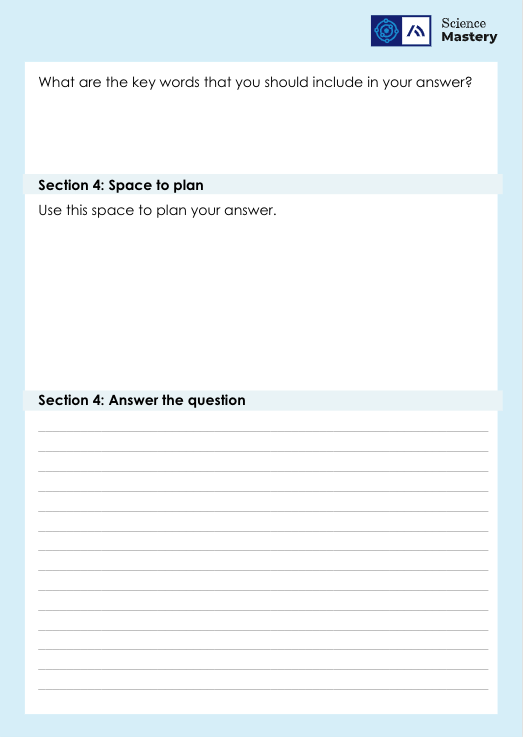 Science
Mastery
What are the key words that you should include in your answer?
Section 4: Space to plan
Use this space to plan your answer.
Section 4: Answer the question